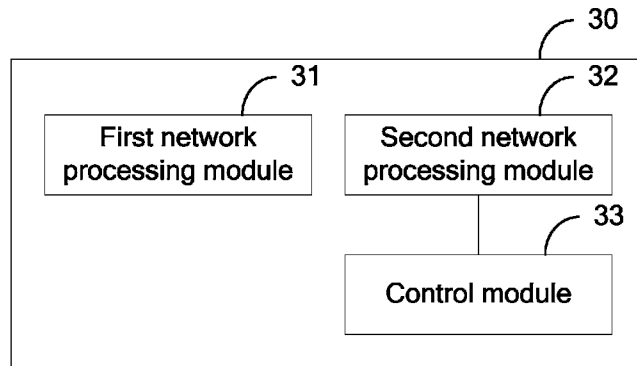 30
31
32
First network
processing module
Second network
processing module
33
Control module